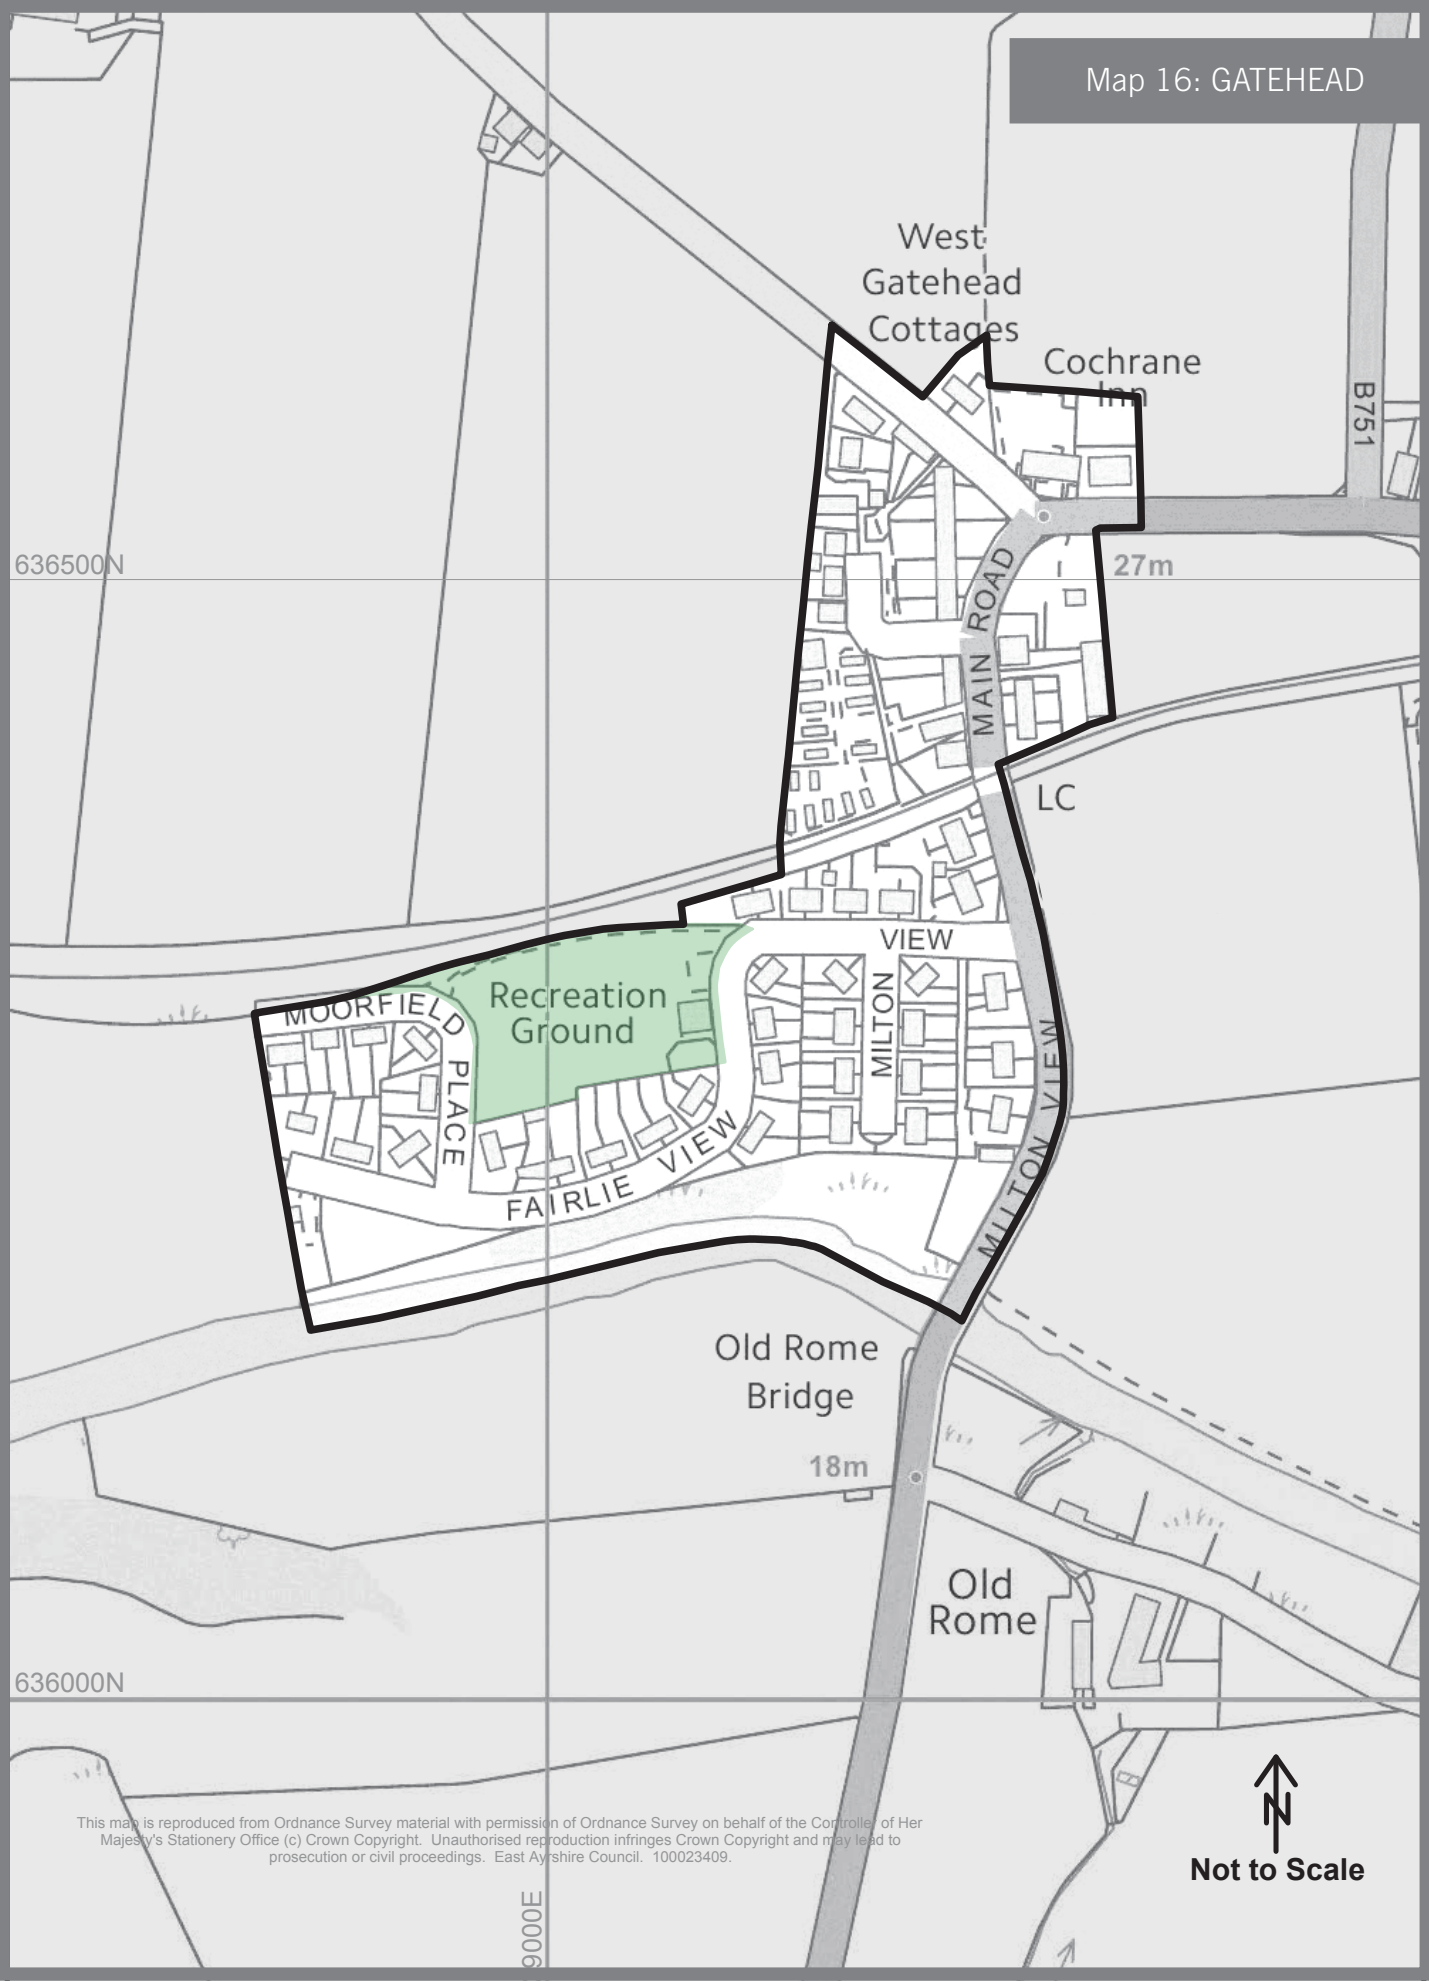 Map 16: GATEHEAD
West
Gatehead
Cottages
Cochrane
Inn
B751
636500N
27m
MAIN ROAD
LC
VIEW
Recreation
Ground
MOORFIELD
PLACE
MILTON
MILTON VIEW
FAIRLIE VIEW
Old Rome
Bridge
18m
Old
Rome
636000N
This map is reproduced from Ordnance Survey material with permission of Ordnance Survey on behalf of the Controller of Her
Majesty's Stationery Office (c) Crown Copyright. Unauthorised reproduction infringes Crown Copyright and may lead to
prosecution or civil proceedings. East Ayrshire Council. 100023409.
9000E
N
Not to Scale